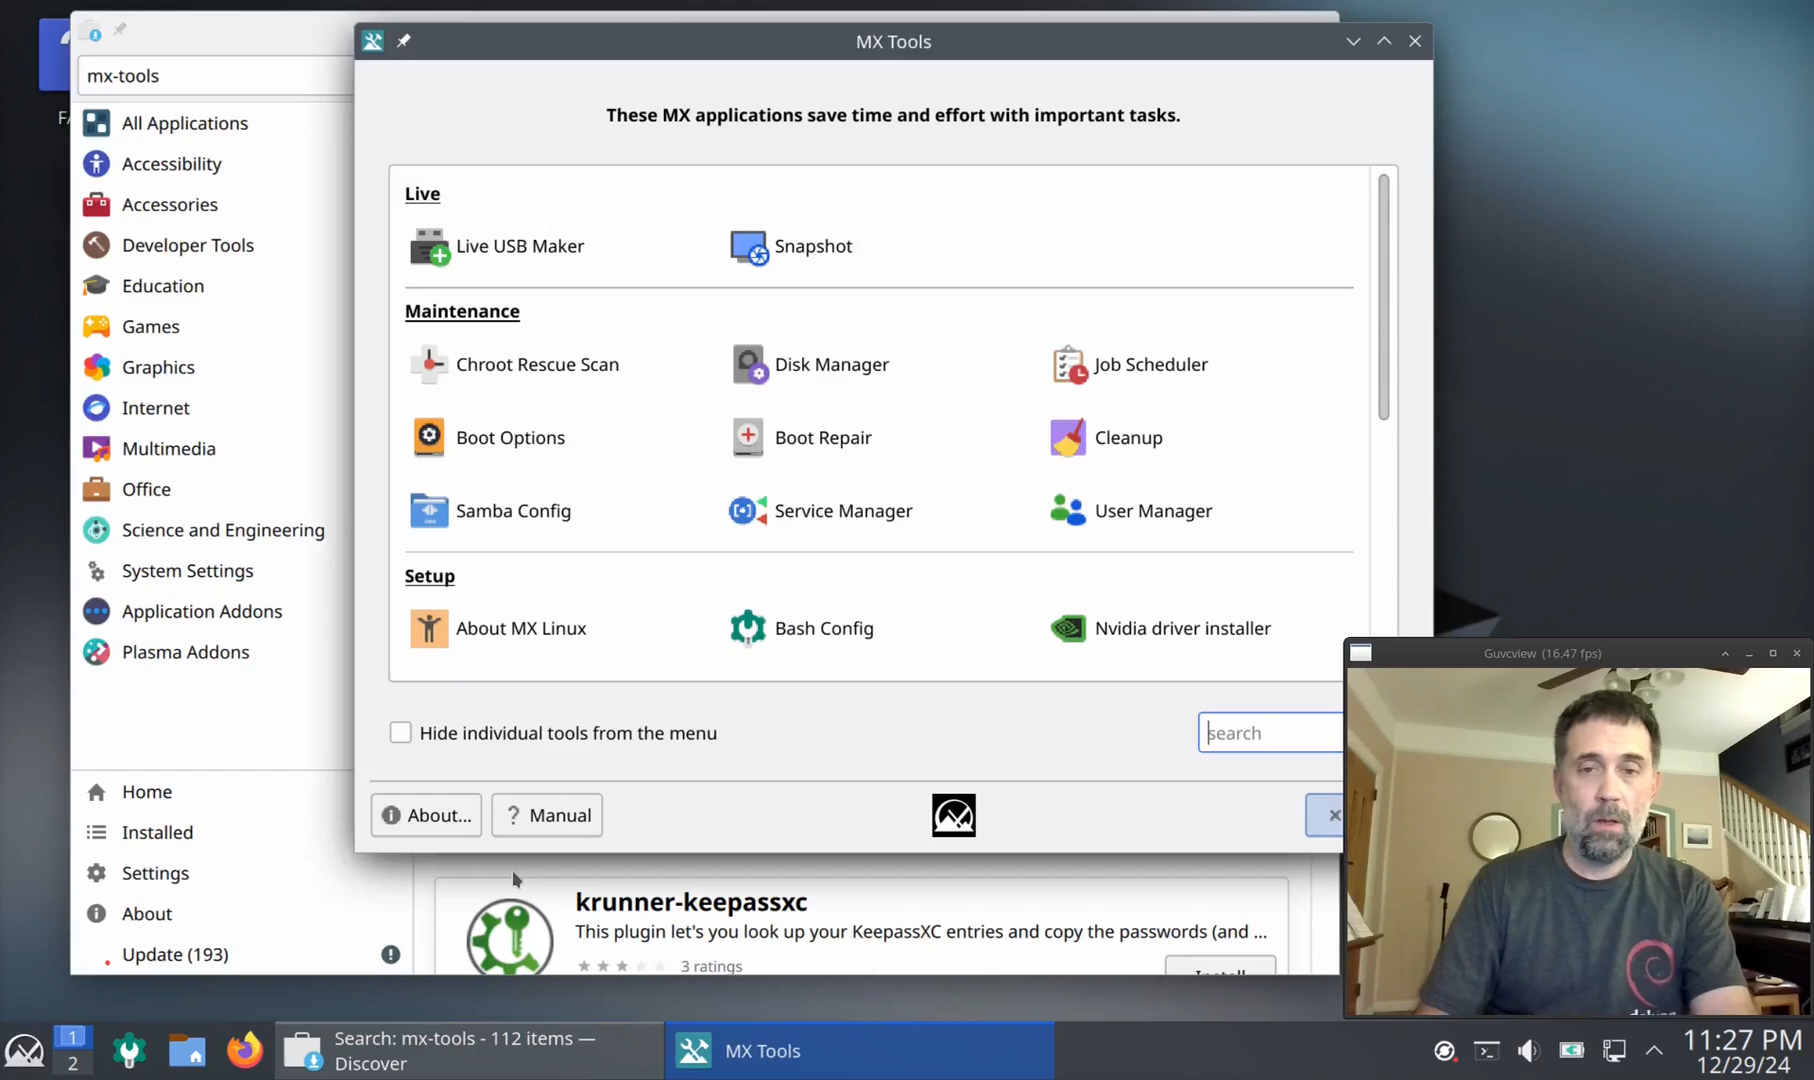 MX Tools
mx-tools
These MX applications save time and effort with important tasks.
All Applications
Accessibility
Accessories
Developer Tools
Education
Games
Graphics
Internet
Multimedia
Office
Science and Engineering
System Settings
Application Addons
Plasma Addons
Home
Installed
Settings
About
Update (193)
Live
Live USB Maker
Snapshot
Maintenance
Chroot Rescue Scan
Disk Manager
Job Scheduler
Boot Options
Boot Repair
Cleanup
Samba Config
Service Manager
User Manager
Setup
About MX Linux
Bash Config
Nvidia driver installer
Hide individual tools from the menu
search
About...
? Manual
krunner-keepassxc
This plugin let's you look up your KeepassXC entries and copy the passwords (and ...
3 ratings
Install
Guvcview (16.47 fps)
1
2
Search: mx-tools - 112 items —
Discover
MX Tools
11:27 PM
12/29/24